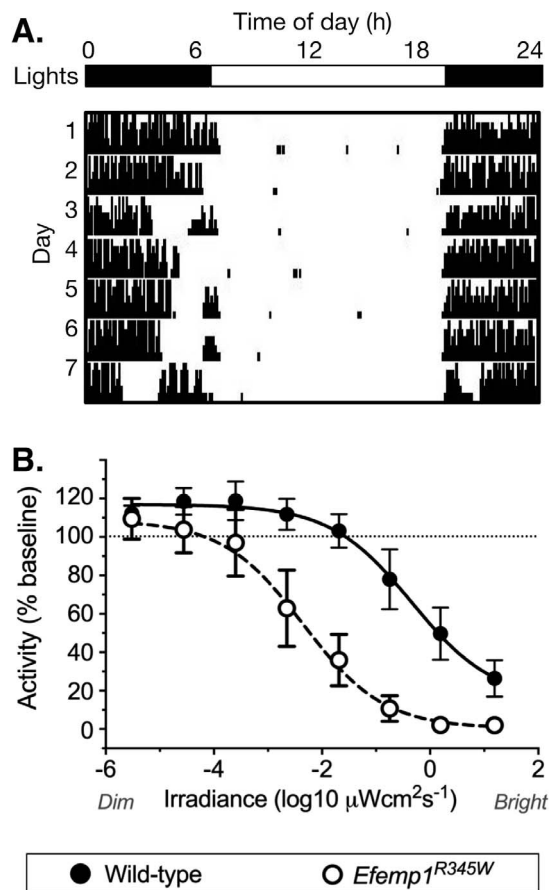 A.
Time of day (h)
0 6 12 18 24
Lights
Day
1
2
3
4
5
6
7
B.
Activity (% baseline)
120
100
80
60
40
20
0
-6 -4 -2 0 2
Dim Irradiance (log10 μWcm²s⁻¹) Bright
Wild-type Efemp1ᴿ³⁴⁵ᵂ